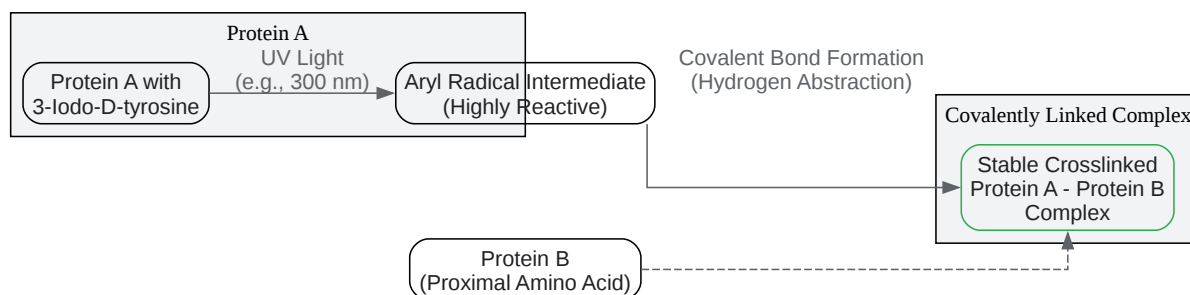 Protein A
UV Light
(e.g., 300 nm)
Protein A with
3-Iodo-D-tyrosine
Aryl Radical Intermediate
(Highly Reactive)
Covalent Bond Formation
(Hydrogen Abstraction)
Covalently Linked Complex
Stable Crosslinked
Protein A - Protein B
Complex
Protein B
(Proximal Amino Acid)